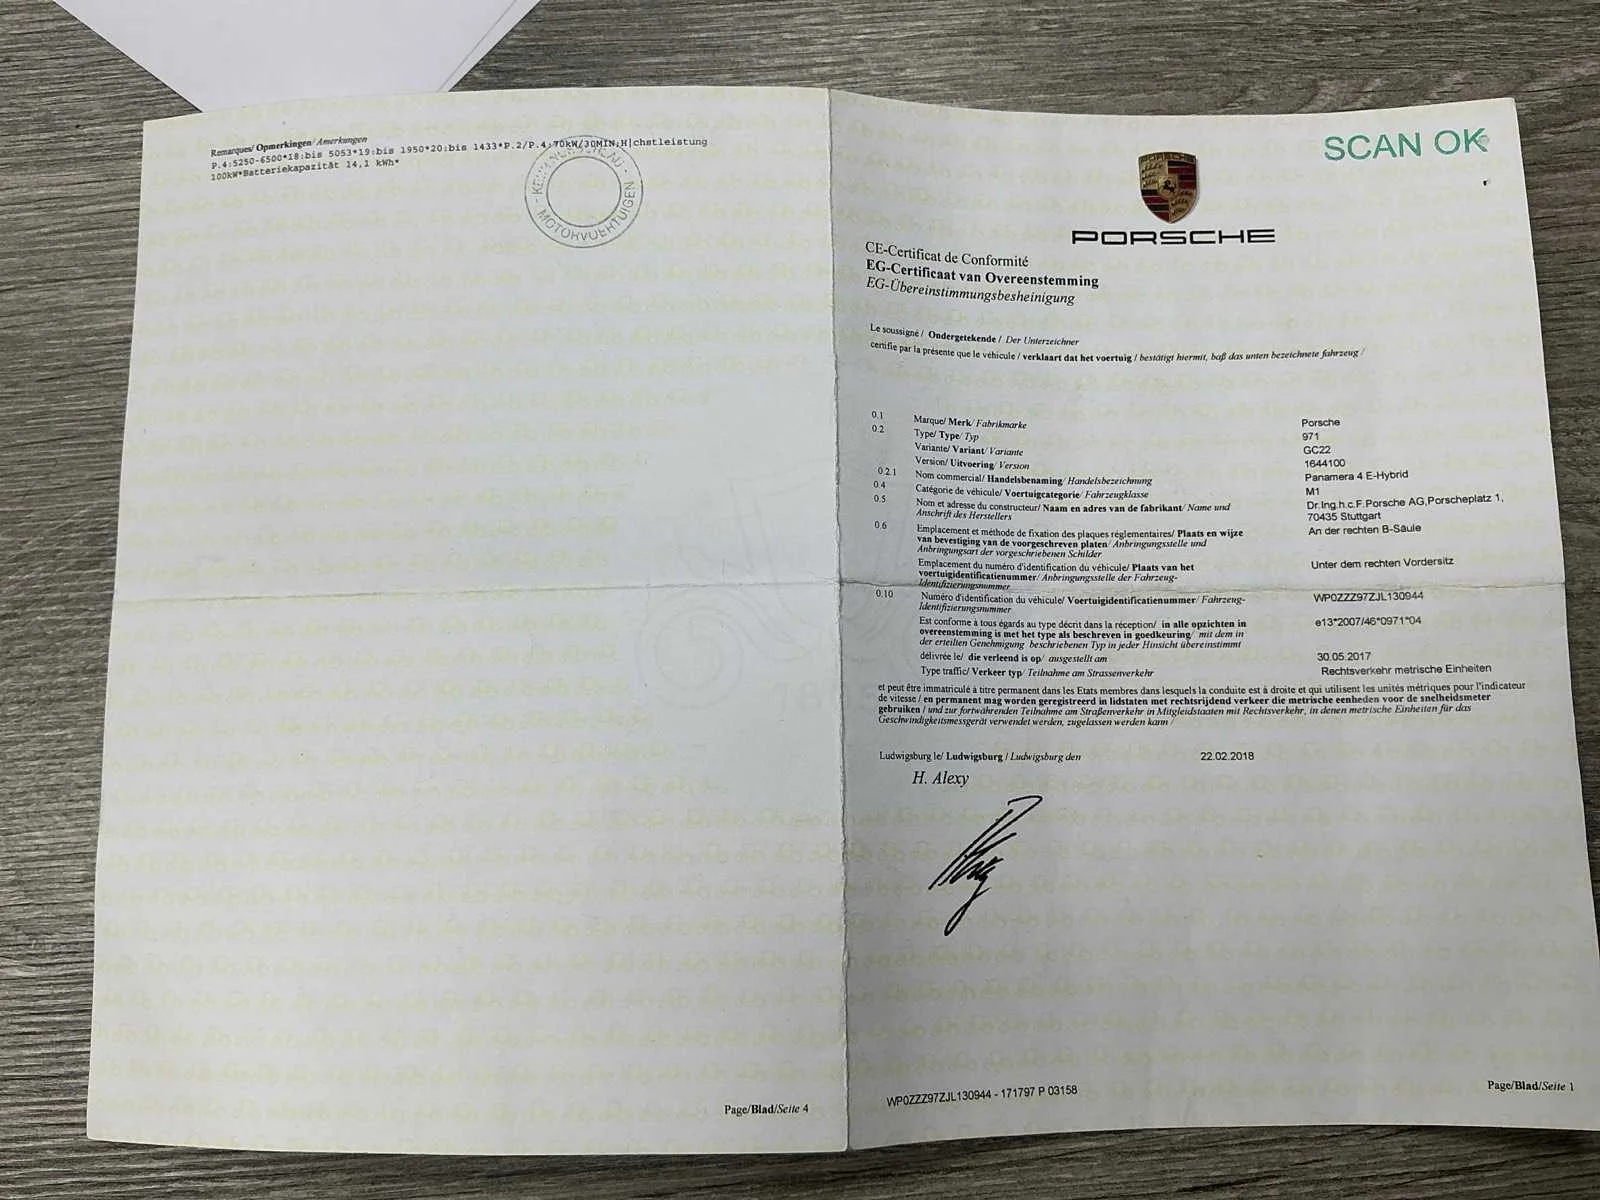 Remarques/ Opmerkingen/ Amerkungen
P.4:5250-6500*18:bis 5053*19:bis 1950*20:bis 1433*P.2/P.4:70kW/30MIN;H|chstleistung
100kW*Batteriekapazität 14,1 kWh*
MOTORVOERTUIGEN
Page/Blad/Seite 4
SCAN OK
PORSCHE
CE-Certificat de Conformité
EG-Certificaat van Overeenstemming
EG-Übereinstimmungsbesheinigung
Le soussigné / Ondergetekende / Der Unterzeichner
certifie par la présente que le véhicule / verklaart dat het voertuig / bestätigt hiermit, baß das unten bezeichnete fahrzeug /
0.1 Marque/ Merk/ Fabrikmarke Porsche
0.2 Type/ Type/ Typ 971
Variante/ Variant/ Variante GC22
Version/ Uitvoering/ Version 1644100
0.2.1 Nom commercial/ Handelsbenaming/ Handelsbezeichnung Panamera 4 E-Hybrid
0.4 Catégorie de véhicule/ Voertuigcategorie/ Fahrzeugklasse M1
0.5 Nom et adresse du constructeur/ Naam en adres van de fabrikant/ Name und Dr.Ing.h.c.F.Porsche AG,Porscheplatz 1,
Anschrift des Herstellers 70435 Stuttgart
0.6 Emplacement et méthode de fixation des plaques réglementaires/ Plaats en wijze An der rechten B-Säule
van bevestiging van de voorgeschreven platen/ Anbringungsstelle und
Anbringungsart der vorgeschriebenen Schilder
Emplacement du numéro d'identification du véhicule/ Plaats van het Unter dem rechten Vordersitz
voertuigidentificatienummer/ Anbringungsstelle der Fahrzeug-
Identifizierungsnummer
0.10 Numéro d'identification du véhicule/ Voertuigidentificatienummer/ Fahrzeug- WP0ZZZ97ZJL130944
Identifizierungsnummer
Est conforme à tous égards au type décrit dans la réception/ in alle opzichten in e13*2007/46*0971*04
overeenstemming is met het type als beschreven in goedkeuring/ mit dem in
der erteilten Genehmigung beschriebenen Typ in jeder Hinsicht übereinstimmt
délivrée le/ die verleend is op/ ausgestellt am 30.05.2017
Type traffic/ Verkeer typ/ Teilnahme am Strassenverkehr Rechtsverkehr metrische Einheiten
et peut être immatriculé à titre permanent dans les Etats membres dans lesquels la conduite est à droite et qui utilisent les unités métriques pour l'indicateur
de vitesse / en permanent mag worden geregistreerd in lidstaten met rechtsrijdend verkeer die metrische eenheden voor de snelheidsmeter
gebruiken / und zur fortwährenden Teilnahme am Straßenverkehr in Mitgliedstaaten mit Rechtsverkehr, in denen metrische Einheiten für das
Geschwindigkeitsmessgerät verwendet werden, zugelassen werden kann /
Ludwigsburg le/ Ludwigsburg / Ludwigsburg den 22.02.2018
H. Alexy
WP0ZZZ97ZJL130944 - 171797 P 03158
Page/Blad/Seite 1